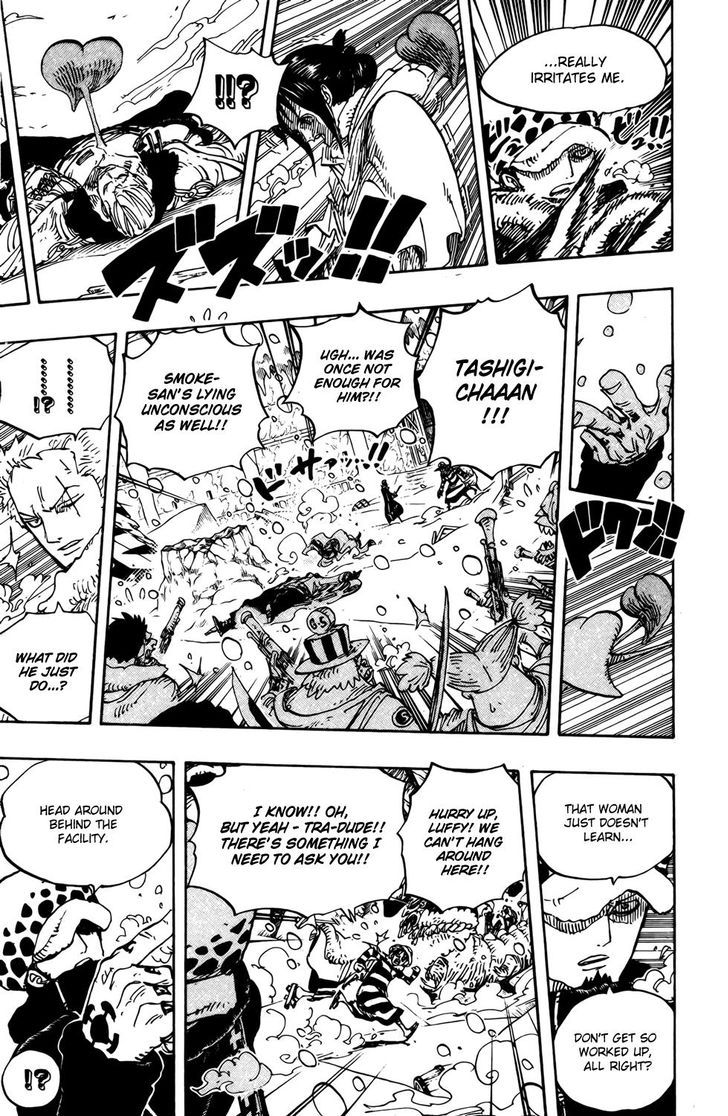 ...REALLY
IRRITATES ME.
!!?
ズズッ!!
ドクン!!
TASHIGI-
CHAAAN
!!!
UGH... WAS
ONCE NOT
ENOUGH FOR
HIM?!!
SMOKE-
SAN'S LYING
UNCONSCIOUS
AS WELL!!
ドサッ...!!
!?
WHAT DID
HE JUST
DO...?
THAT WOMAN
JUST DOESN'T
LEARN...
DON'T GET SO
WORKED UP,
ALL RIGHT?
HURRY UP,
LUFFY! WE
CAN'T HANG
AROUND
HERE!!
I KNOW!! OH,
BUT YEAH - TRA-DUDE!!
THERE'S SOMETHING I
NEED TO ASK YOU!!
HEAD AROUND
BEHIND THE
FACILITY.
!?